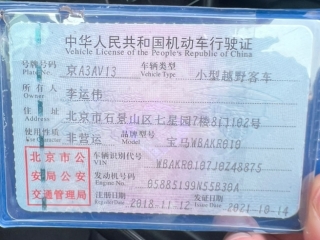 中华人民共和国机动车行驶证
Vehicle License of the People's Republic of China
号牌号码 京A3AV13 车辆类型 小型越野客车
Plate No. Vehicle Type
所有人 李运伟
Owner
住址 北京市石景山区七星园7楼8门102号
Address
使用性质 非营运 品牌型号 宝马WBAKR010
Use Character Model
车辆识别代号 WBAKR0107J0Z48875
VIN
发动机号码 05885199N55B30A
Engine No.
北京市公
安局公安
交通管理局
注册日期 2018-11-12 发证日期 2021-10-14
Register Date Issue Date